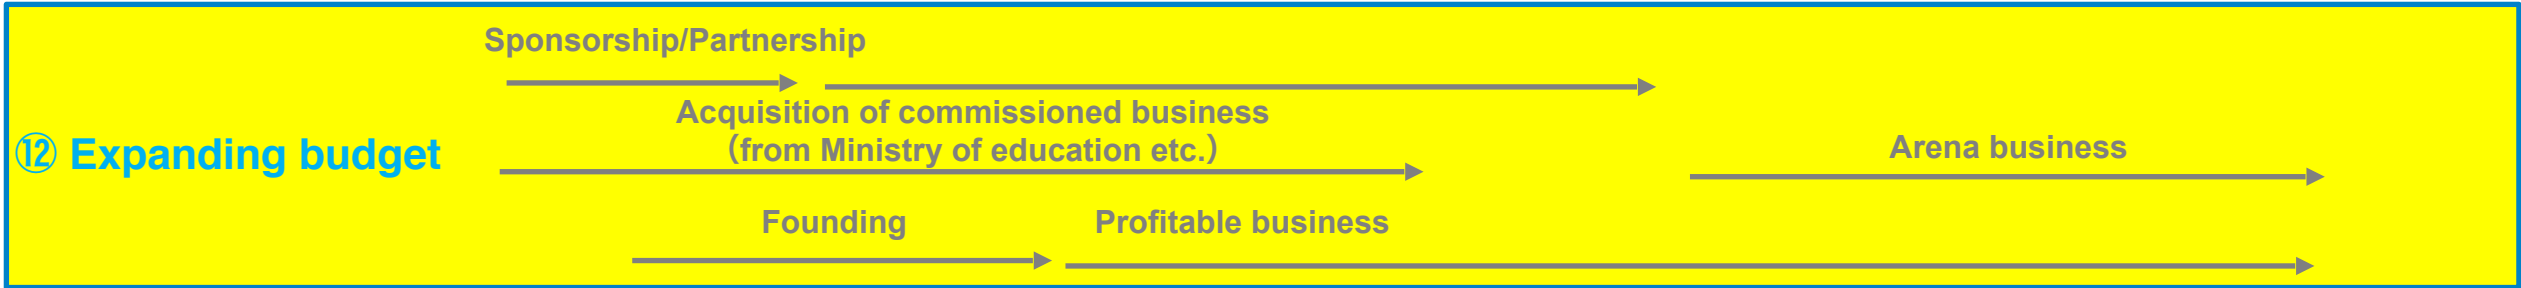 Sponsorship/Partnership
Acquisition of commissioned business
（from Ministry of education etc.）
⑫ Expanding budget
Arena business
Founding
Profitable business